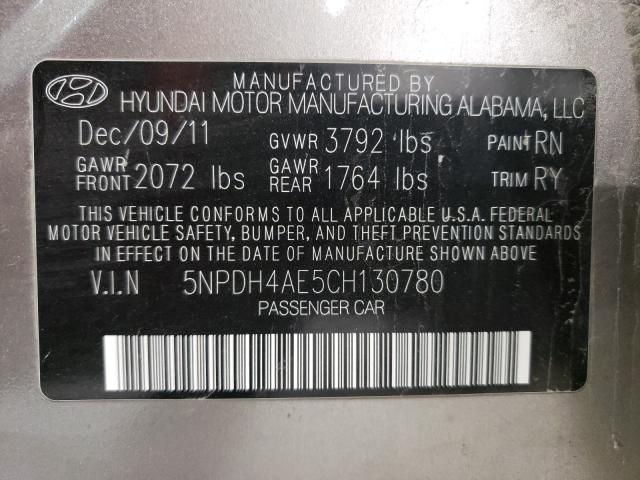 MANUFACTURED BY
HYUNDAI MOTOR MANUFACTURING ALABAMA, LLC
Dec/09/11 GVWR 3792 lbs PAINT RN
GAWR FRONT 2072 lbs GAWR REAR 1764 lbs TRIM RY
THIS VEHICLE CONFORMS TO ALL APPLICABLE U.S.A. FEDERAL
MOTOR VEHICLE SAFETY, BUMPER, AND THEFT PREVENTION STANDARDS
IN EFFECT ON THE DATE OF MANUFACTURE SHOWN ABOVE
V.I.N 5NPDH4AE5CH130780
PASSENGER CAR